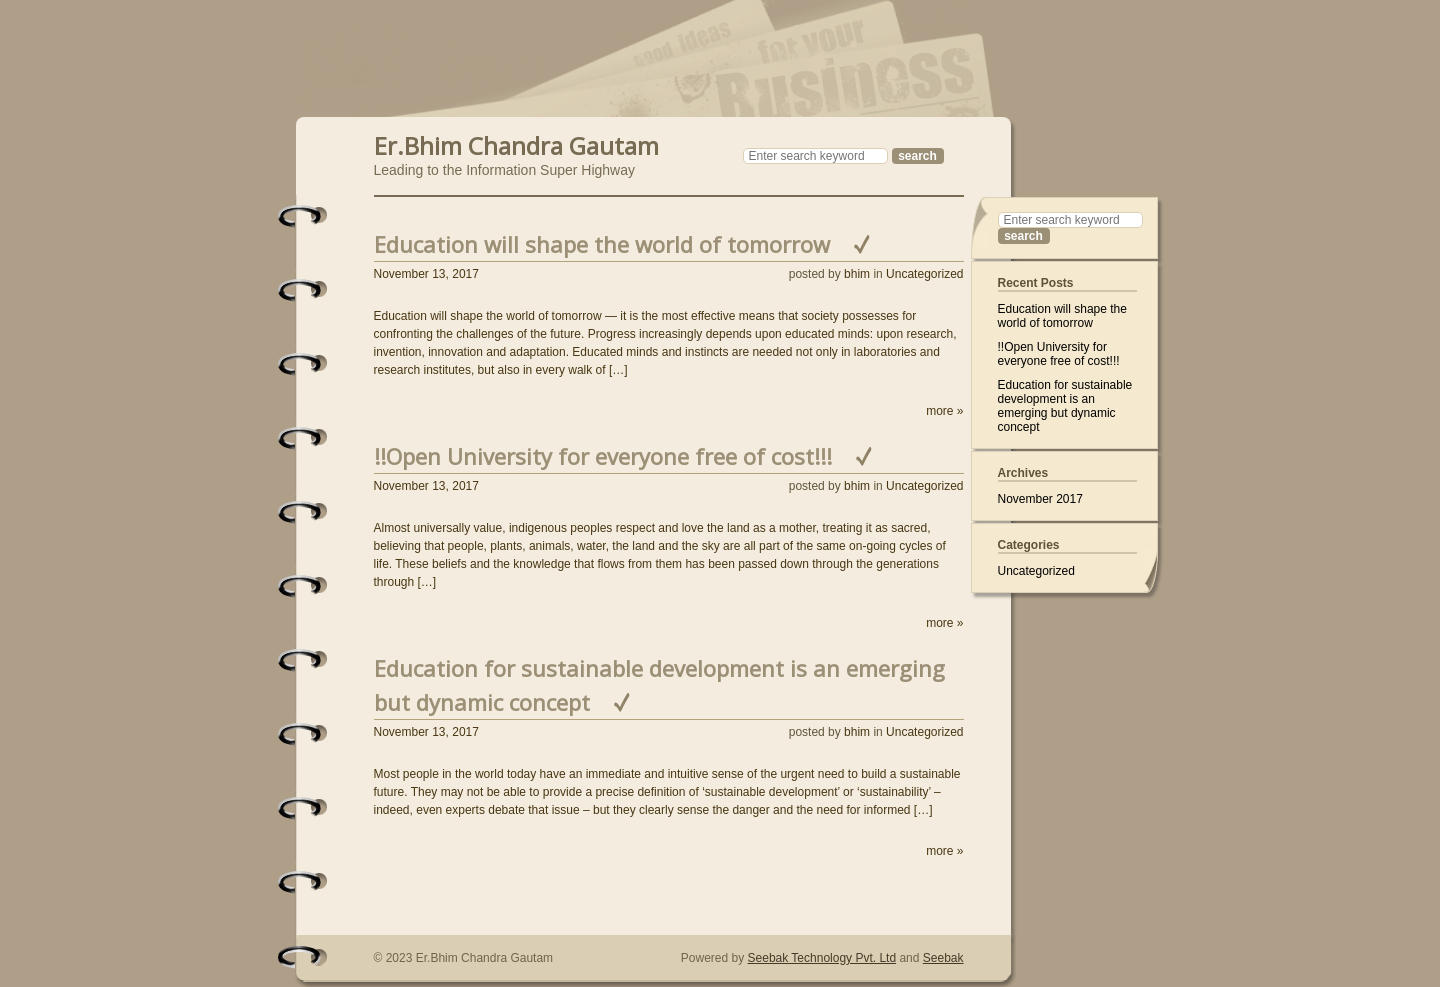 good ideas
for your
Business
Er.Bhim Chandra Gautam
Leading to the Information Super Highway
Enter search keyword search
Education will shape the world of tomorrow
November 13, 2017 posted by bhim in Uncategorized
Education will shape the world of tomorrow — it is the most effective means that society possesses for
confronting the challenges of the future. Progress increasingly depends upon educated minds: upon research,
invention, innovation and adaptation. Educated minds and instincts are needed not only in laboratories and
research institutes, but also in every walk of […]
more »
!!Open University for everyone free of cost!!!
November 13, 2017 posted by bhim in Uncategorized
Almost universally value, indigenous peoples respect and love the land as a mother, treating it as sacred,
believing that people, plants, animals, water, the land and the sky are all part of the same on-going cycles of
life. These beliefs and the knowledge that flows from them has been passed down through the generations
through […]
more »
Education for sustainable development is an emerging
but dynamic concept
November 13, 2017 posted by bhim in Uncategorized
Most people in the world today have an immediate and intuitive sense of the urgent need to build a sustainable
future. They may not be able to provide a precise definition of ‘sustainable development’ or ‘sustainability’ –
indeed, even experts debate that issue – but they clearly sense the danger and the need for informed […]
more »
Enter search keyword
search
Recent Posts
Education will shape the
world of tomorrow
!!Open University for
everyone free of cost!!!
Education for sustainable
development is an
emerging but dynamic
concept
Archives
November 2017
Categories
Uncategorized
© 2023 Er.Bhim Chandra Gautam Powered by Seebak Technology Pvt. Ltd and Seebak